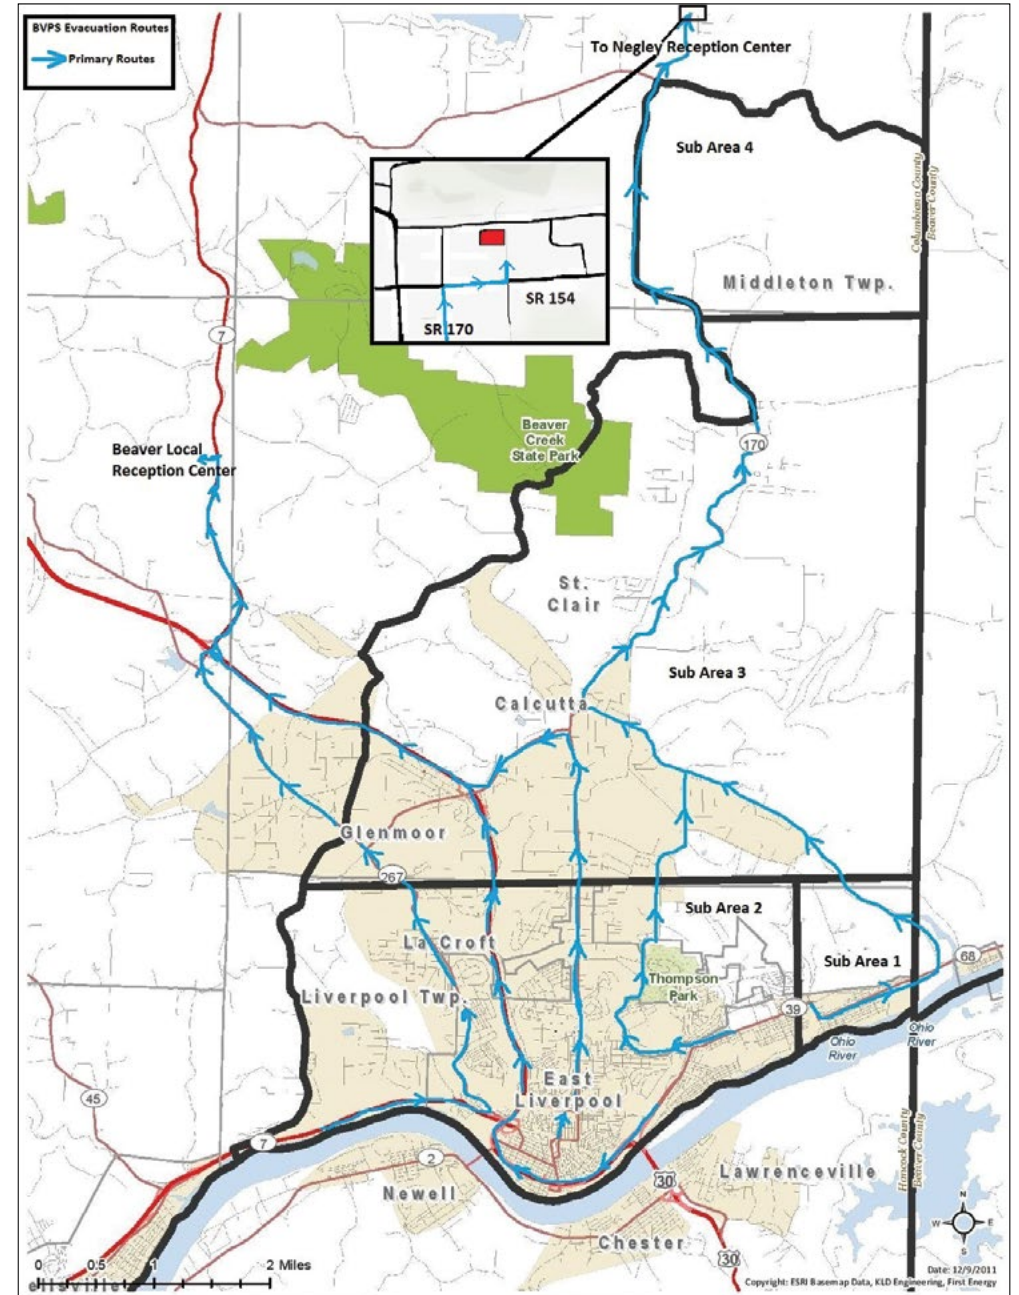 BVPS Evacuation Routes
Primary Routes
To Negley Reception Center
Sub Area 4
Columbiana County
Beaver County
Middleton Twp.
SR 154
SR 170
7
Beaver Local
Reception Center
Beaver
Creek
State Park
170
St.
Clair
Sub Area 3
Calcutta
Glenmoor
267
Sub Area 2
La Croft
Sub Area 1
68
Liverpool Twp.
Thompson
Park
39
Ohio
River
Ohio
River
East
Liverpool
45
7
2
Newell
30
Lawrenceville
Hancock County
Beaver County
Chester
30
N
W
E
S
0
0.5
1
2 Miles
ellsville
Date: 12/9/2011
Copyright: ESRI Basemap Data, KLD Engineering, First Energy